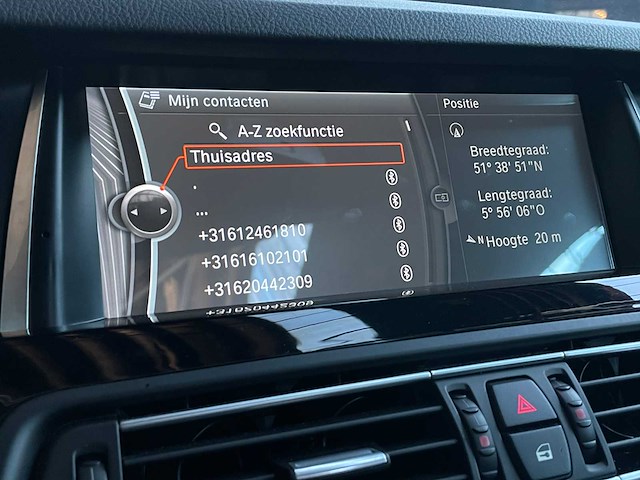 Mijn contacten
A-Z zoekfunctie
Thuisadres
.
...
+31612461810
+31616102101
+31620442309
Positie
Breedtegraad:
51° 38' 51"N
Lengtegraad:
5° 56' 06"O
N Hoogte 20 m